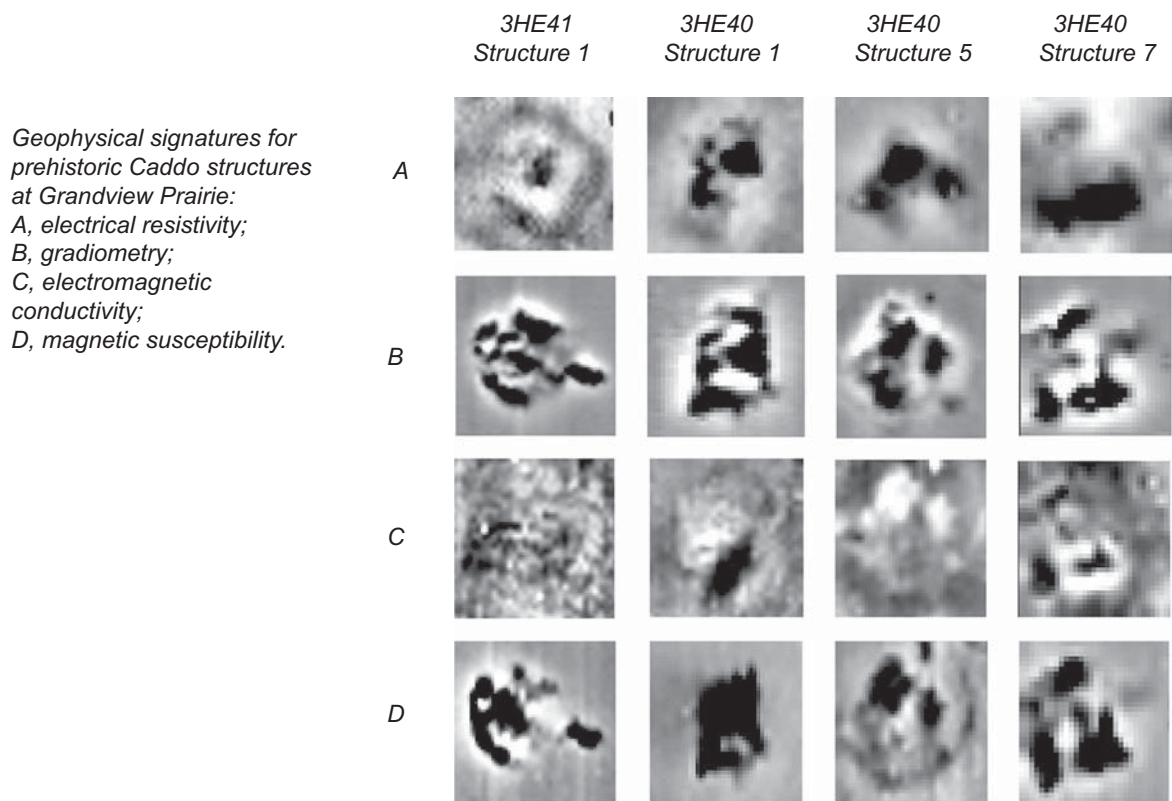 3HE41 3HE40 3HE40 3HE40
Structure 1 Structure 1 Structure 5 Structure 7
Geophysical signatures for
prehistoric Caddo structures
at Grandview Prairie:
A, electrical resistivity;
B, gradiometry;
C, electromagnetic
conductivity;
D, magnetic susceptibility.
A
B
C
D